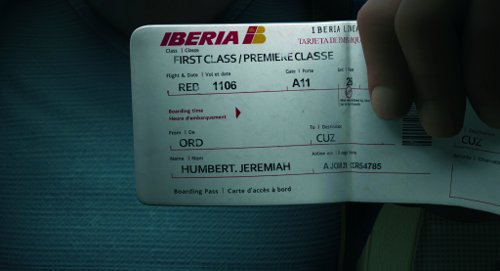 IBERIA
IBERIA LINEA
TARJETA DE EMBARQUE
Class | Classe
FIRST CLASS / PREMIERE CLASSE
Flight & Date | Vol et date
Gate | Porte
RED 1106
A11
Boarding time
Heure d'embarquement
From | De
To | Destination
ORD
CUZ
CUZ
Name | Nom
HUMBERT. JEREMIAH
Boarding Pass | Carte d'accès à bord